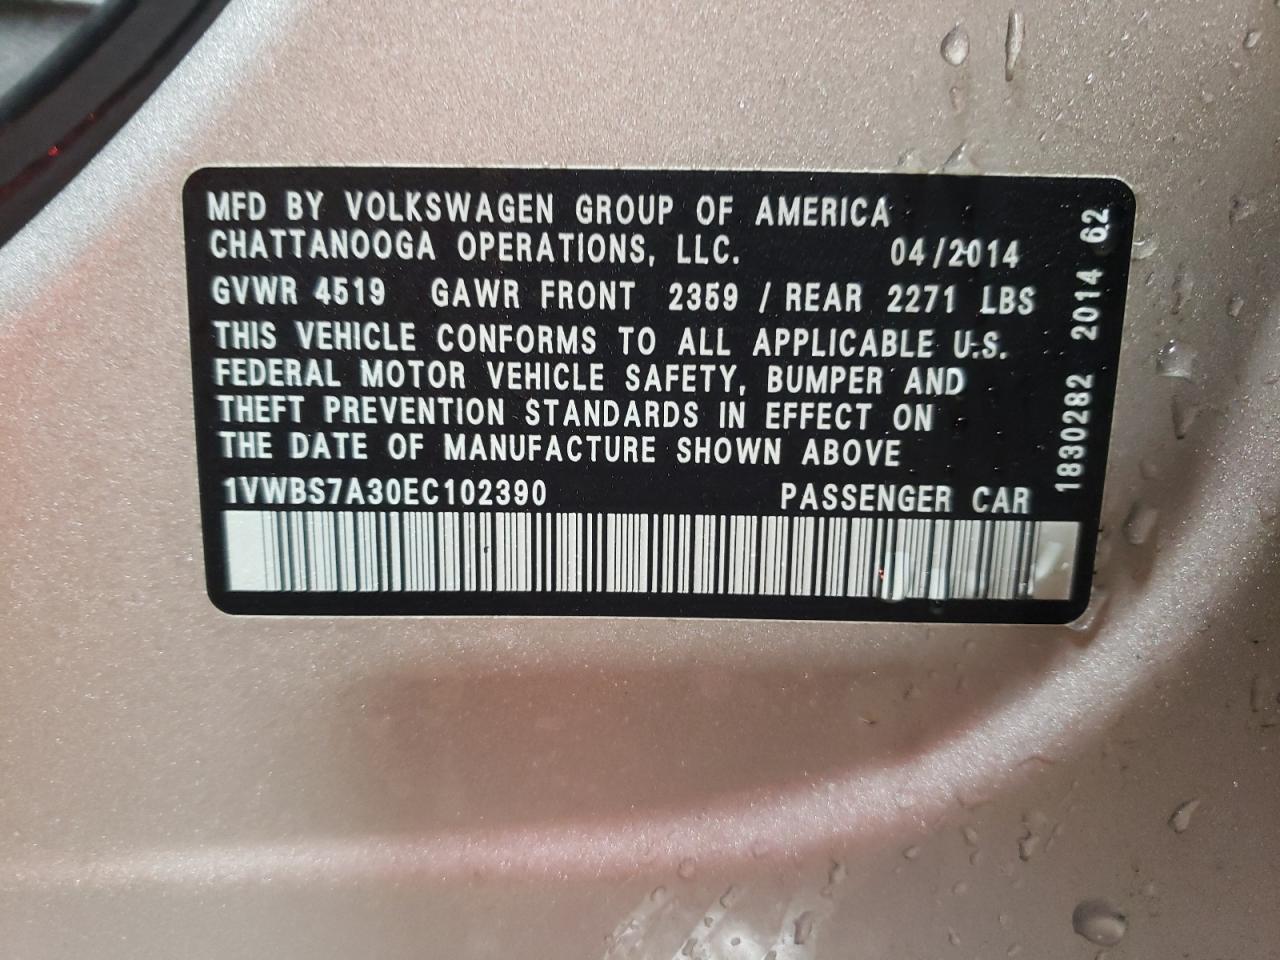 MFD BY VOLKSWAGEN GROUP OF AMERICA
CHATTANOOGA OPERATIONS, LLC. 04/2014
GVWR 4519 GAWR FRONT 2359 / REAR 2271 LBS
THIS VEHICLE CONFORMS TO ALL APPLICABLE U.S.
FEDERAL MOTOR VEHICLE SAFETY, BUMPER AND
THEFT PREVENTION STANDARDS IN EFFECT ON
THE DATE OF MANUFACTURE SHOWN ABOVE
1VWBS7A30EC102390 PASSENGER CAR
1830282 2014 62